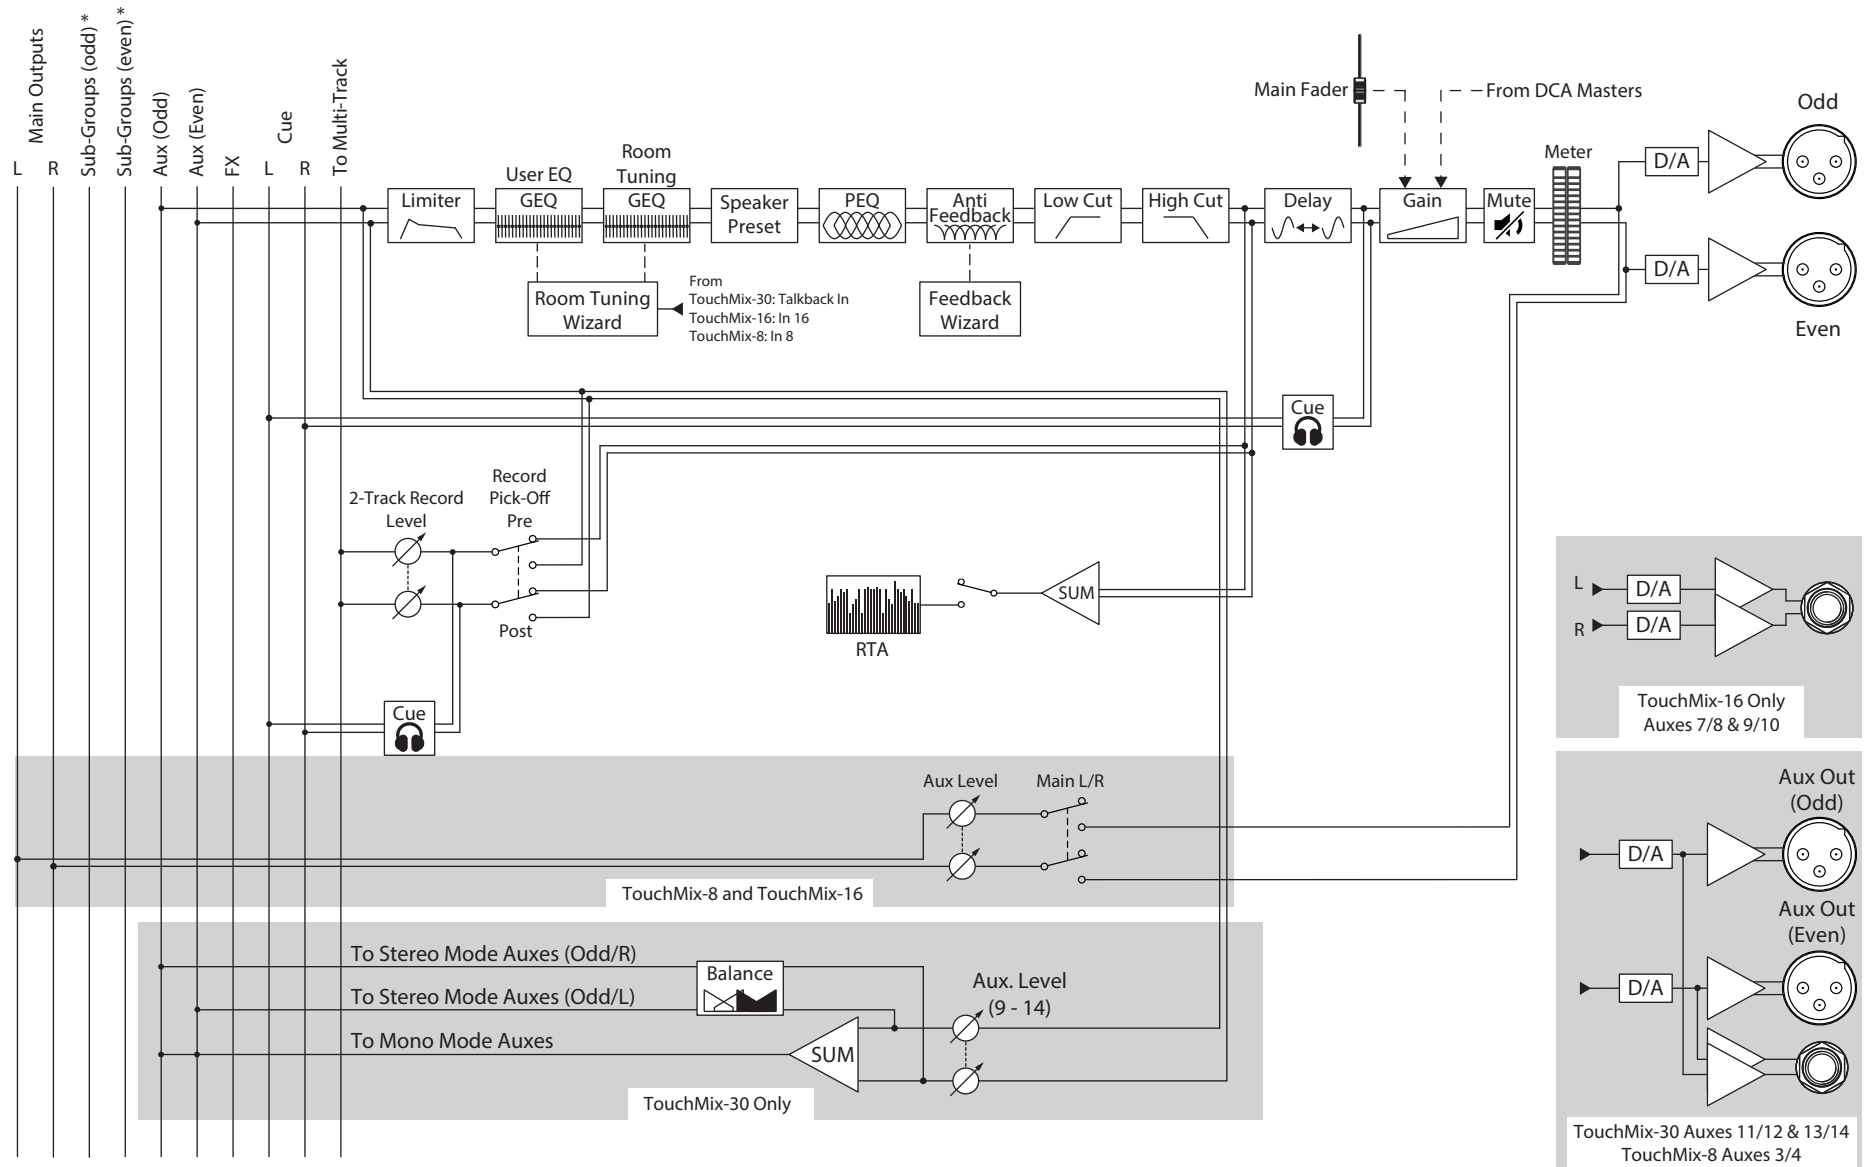 Main Outputs
L
R
Sub-Groups (odd) *
Sub-Groups (even) *
Aux (Odd)
Aux (Even)
FX
Cue
L
R
To Multi-Track
Limiter
User EQ
GEQ
Room
Tuning
GEQ
Speaker
Preset
PEQ
Anti
Feedback
Low Cut
High Cut
Delay
Main Fader
From DCA Masters
Gain
Mute
Meter
D/A
Odd
D/A
Even
Room Tuning
Wizard
From
TouchMix-30: Talkback In
TouchMix-16: In 16
TouchMix-8: In 8
Feedback
Wizard
Cue
2-Track Record
Level
Record
Pick-Off
Pre
Post
RTA
SUM
Cue
L
D/A
R
D/A
TouchMix-16 Only
Auxes 7/8 & 9/10
Aux Level
Main L/R
TouchMix-8 and TouchMix-16
To Stereo Mode Auxes (Odd/R)
To Stereo Mode Auxes (Odd/L)
To Mono Mode Auxes
Balance
SUM
Aux. Level
(9 - 14)
TouchMix-30 Only
Aux Out
(Odd)
D/A
Aux Out
(Even)
D/A
TouchMix-30 Auxes 11/12 & 13/14
TouchMix-8 Auxes 3/4